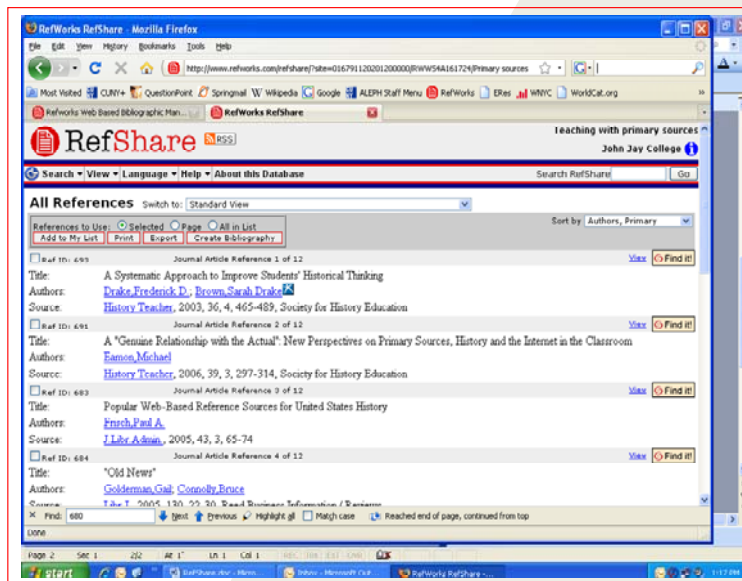 RefWorks RefShare - Mozilla Firefox
File Edit View History Bookmarks Tools Help
http://www.refworks.com/refshare/?site=016791120201200000/RWWS4A161724/Primary sources
Most Visited CUNY+ QuestionPoint Springmail Wikipedia Google ALEPH Staff Menu RefWorks ERes WNYC WorldCat.org »
Refworks Web Based Bibliographic Man... RefWorks RefShare
RefShare RSS Teaching with primary sources
John Jay College
Search View Language Help About this Database Search RefShare Go
All References Switch to: Standard View
References to Use: Selected Page All in List Sort by Authors, Primary
Add to My List Print Export Create Bibliography
Ref ID: 693 Journal Article Reference 1 of 12 View Find it!
Title: A Systematic Approach to Improve Students' Historical Thinking
Authors: Drake,Frederick D.; Brown,Sarah Drake
Source: History Teacher, 2003, 36, 4, 465-489, Society for History Education
Ref ID: 691 Journal Article Reference 2 of 12 View Find it!
Title: A "Genuine Relationship with the Actual": New Perspectives on Primary Sources, History and the Internet in the Classroom
Authors: Eamon,Michael
Source: History Teacher, 2006, 39, 3, 297-314, Society for History Education
Ref ID: 683 Journal Article Reference 3 of 12 View Find it!
Title: Popular Web-Based Reference Sources for United States History
Authors: Frisch,Paul A.
Source: J.Libr.Admin., 2005, 43, 3, 65-74
Ref ID: 684 Journal Article Reference 4 of 12 View Find it!
Title: "Old News"
Authors: Golderman,Gail; Connolly,Bruce
Find: 680 Next Previous Highlight all Match case Reached end of page, continued from top
Done
Page 2 Sec 1 2/2 At 1" Ln 1 Col 1 REC TRK EXT OVR
start RefShare.doc - Micro... Inbox - Microsoft Out... RefWorks RefShare -... 1:17 PM